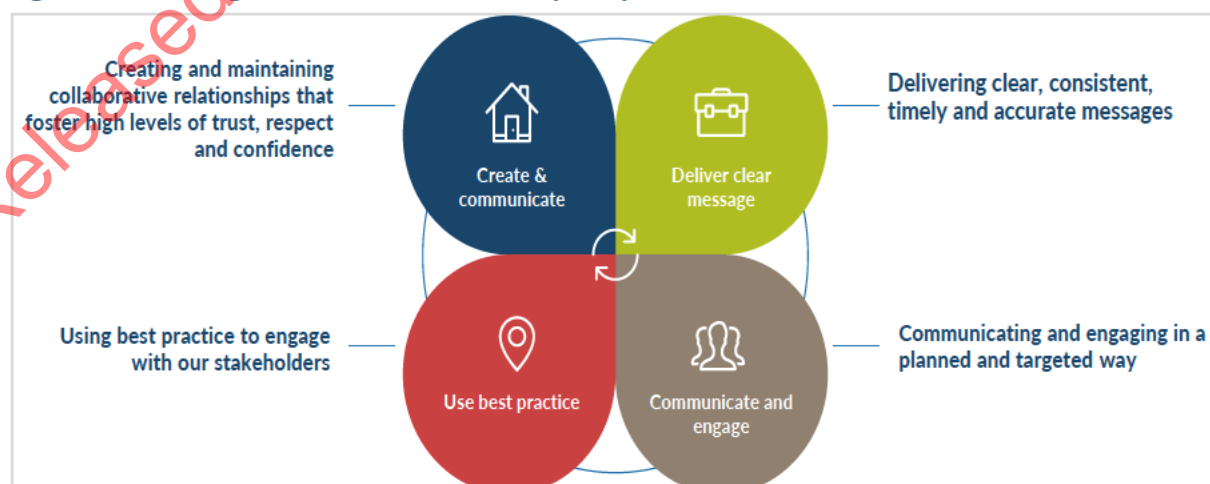 Released
Creating and maintaining
collaborative relationships that
foster high levels of trust, respect
and confidence
Create &
communicate
Deliver clear
message
Delivering clear, consistent,
timely and accurate messages
Using best practice to engage
with our stakeholders
Use best practice
Communicate and
engage
Communicating and engaging in a
planned and targeted way